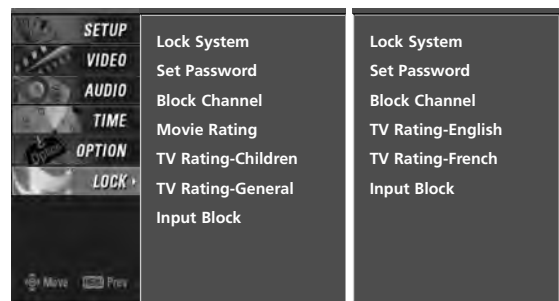 SETUP
VIDEO
AUDIO
TIME
OPTION
LOCK
Move
Prev
Lock System
Set Password
Block Channel
Movie Rating
TV Rating-Children
TV Rating-General
Input Block
Lock System
Set Password
Block Channel
TV Rating-English
TV Rating-French
Input Block